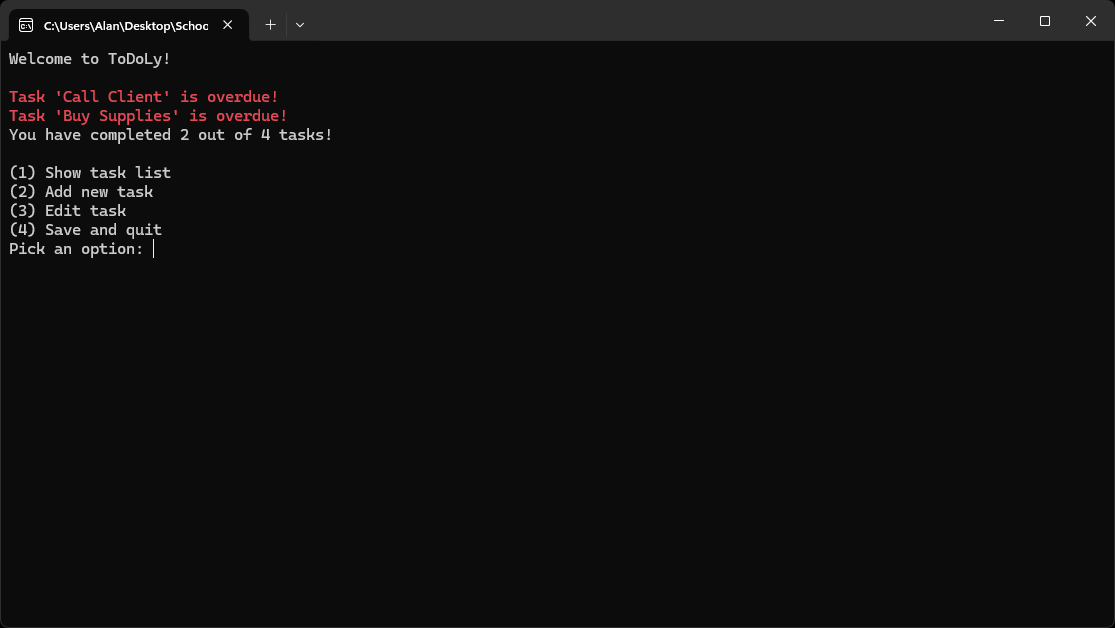 C:\Users\Alan\Desktop\Schoo
Welcome to ToDoLy!
Task 'Call Client' is overdue!
Task 'Buy Supplies' is overdue!
You have completed 2 out of 4 tasks!
(1) Show task list
(2) Add new task
(3) Edit task
(4) Save and quit
Pick an option: